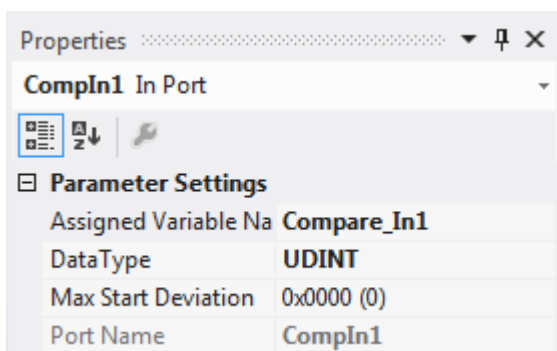 Properties
CompIn1 In Port
Parameter Settings
Assigned Variable Na Compare_In1
DataType UDINT
Max Start Deviation 0x0000 (0)
Port Name CompIn1